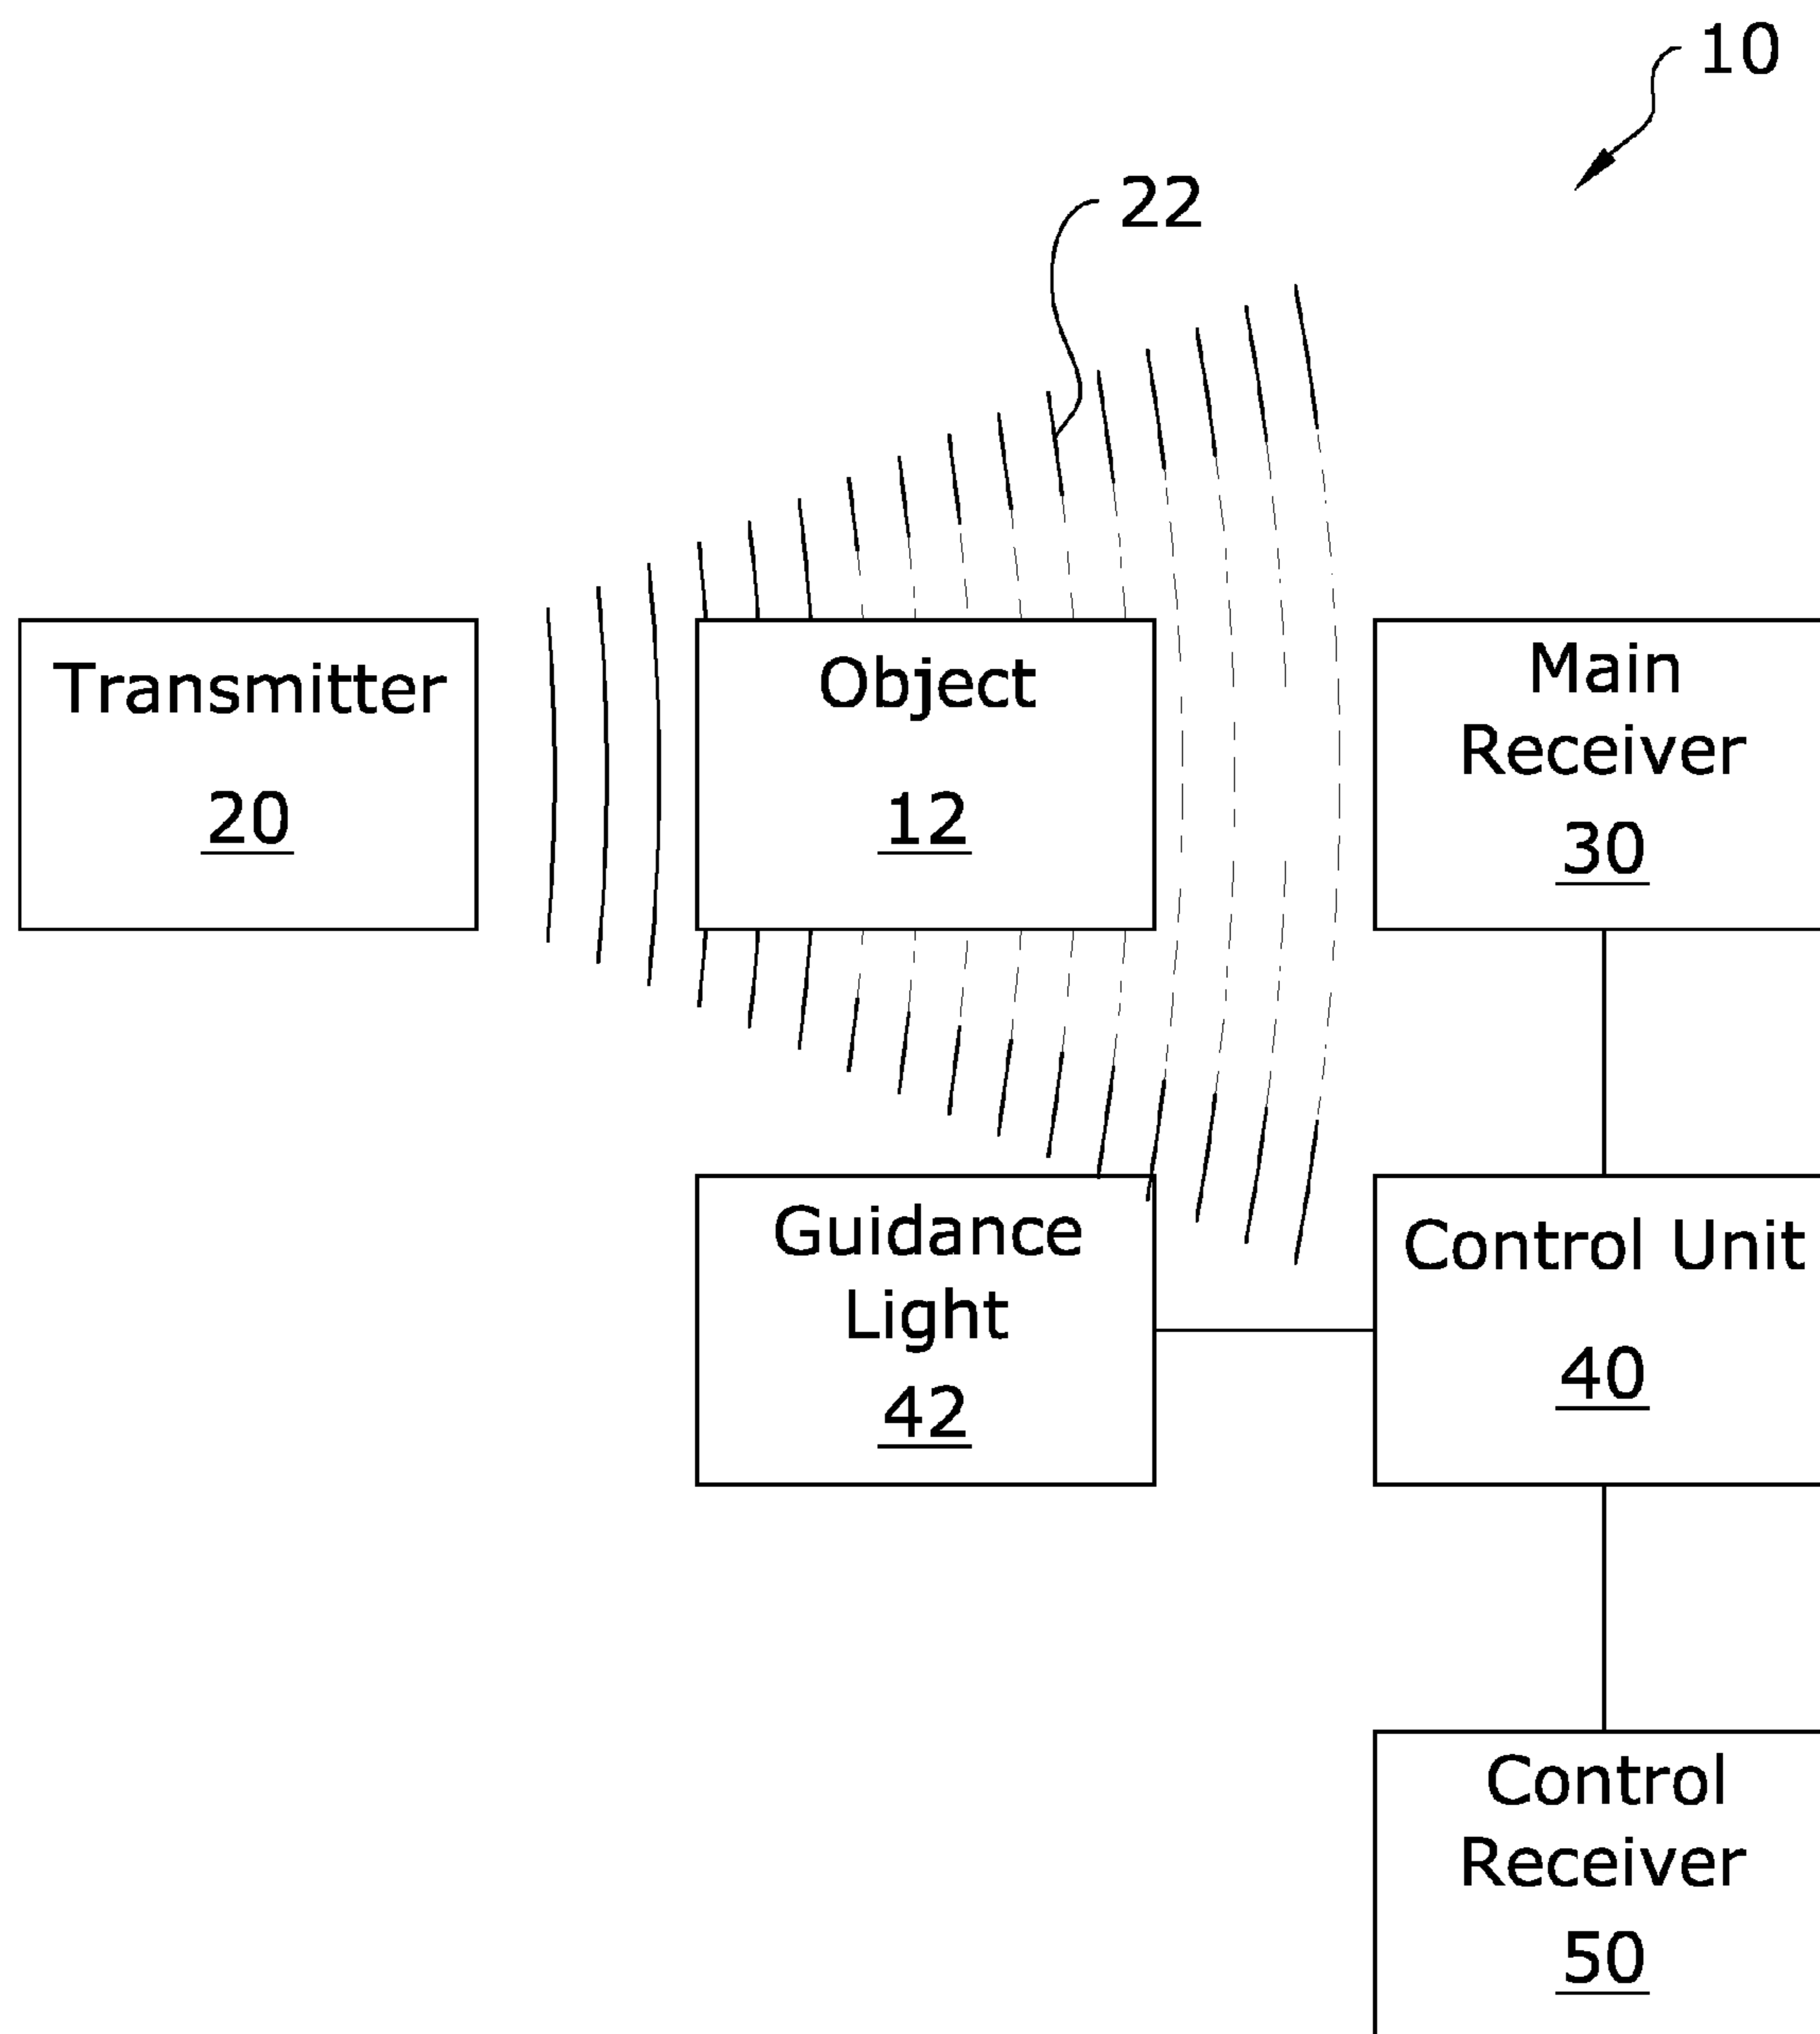 10
22
Transmitter
20
Object
12
Main
Receiver
30
Guidance
Light
42
Control Unit
40
Control
Receiver
50